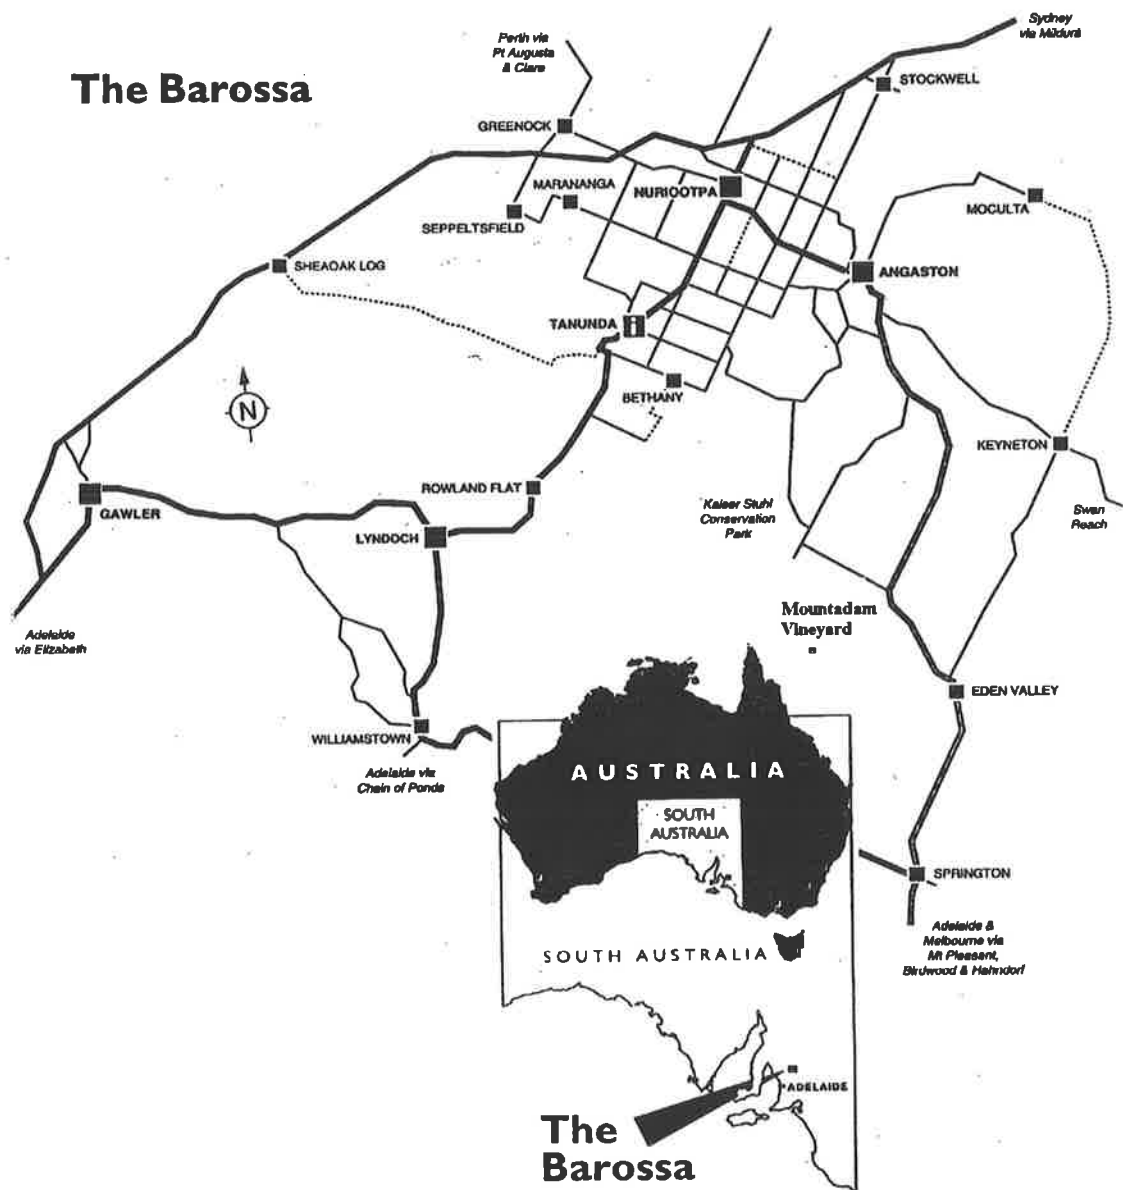 The Barossa
Perth via
Pt Augusta
& Clare
Sydney
via Mildura
STOCKWELL
GREENOCK
MARANANGA
NURIOOTPA
MOCULTA
SEPPELTSFIELD
SHEAOAK LOG
ANGASTON
TANUNDA
i
BETHANY
N
KEYNETON
ROWLAND FLAT
GAWLER
LYNDOCH
Kaiser Stuhl
Conservation
Park
Swan
Reach
Mountadam
Vineyard
Adelaide
via Elizabeth
EDEN VALLEY
WILLIAMSTOWN
Adelaide via
Chain of Ponds
AUSTRALIA
SOUTH
AUSTRALIA
SPRINGTON
Adelaide &
Melbourne via
Mt Pleasant,
Birdwood & Hahndorf
SOUTH AUSTRALIA
ADELAIDE
The
Barossa